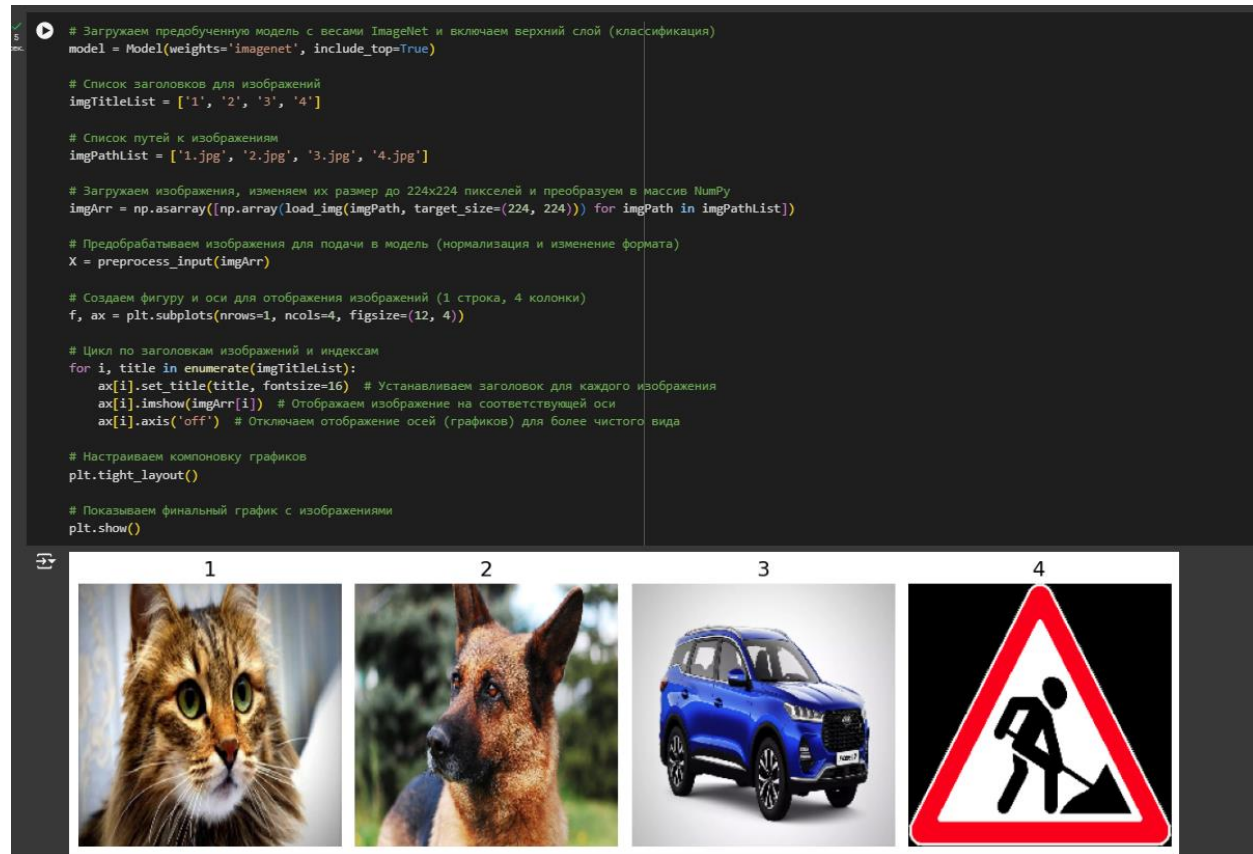 5
сек.
# Загружаем предобученную модель с весами ImageNet и включаем верхний слой (классификация)
model = Model(weights='imagenet', include_top=True)
# Список заголовков для изображений
imgTitleList = ['1', '2', '3', '4']
# Список путей к изображениям
imgPathList = ['1.jpg', '2.jpg', '3.jpg', '4.jpg']
# Загружаем изображения, изменяем их размер до 224x224 пикселей и преобразуем в массив NumPy
imgArr = np.asarray([np.array(load_img(imgPath, target_size=(224, 224))) for imgPath in imgPathList])
# Предобрабатываем изображения для подачи в модель (нормализация и изменение формата)
X = preprocess_input(imgArr)
# Создаем фигуру и оси для отображения изображений (1 строка, 4 колонки)
f, ax = plt.subplots(nrows=1, ncols=4, figsize=(12, 4))
# Цикл по заголовкам изображений и индексам
for i, title in enumerate(imgTitleList):
    ax[i].set_title(title, fontsize=16)  # Устанавливаем заголовок для каждого изображения
    ax[i].imshow(imgArr[i])  # Отображаем изображение на соответствующей оси
    ax[i].axis('off')  # Отключаем отображение осей (графиков) для более чистого вида
# Настраиваем компоновку графиков
plt.tight_layout()
# Показываем финальный график с изображениями
plt.show()
1 2 3 4